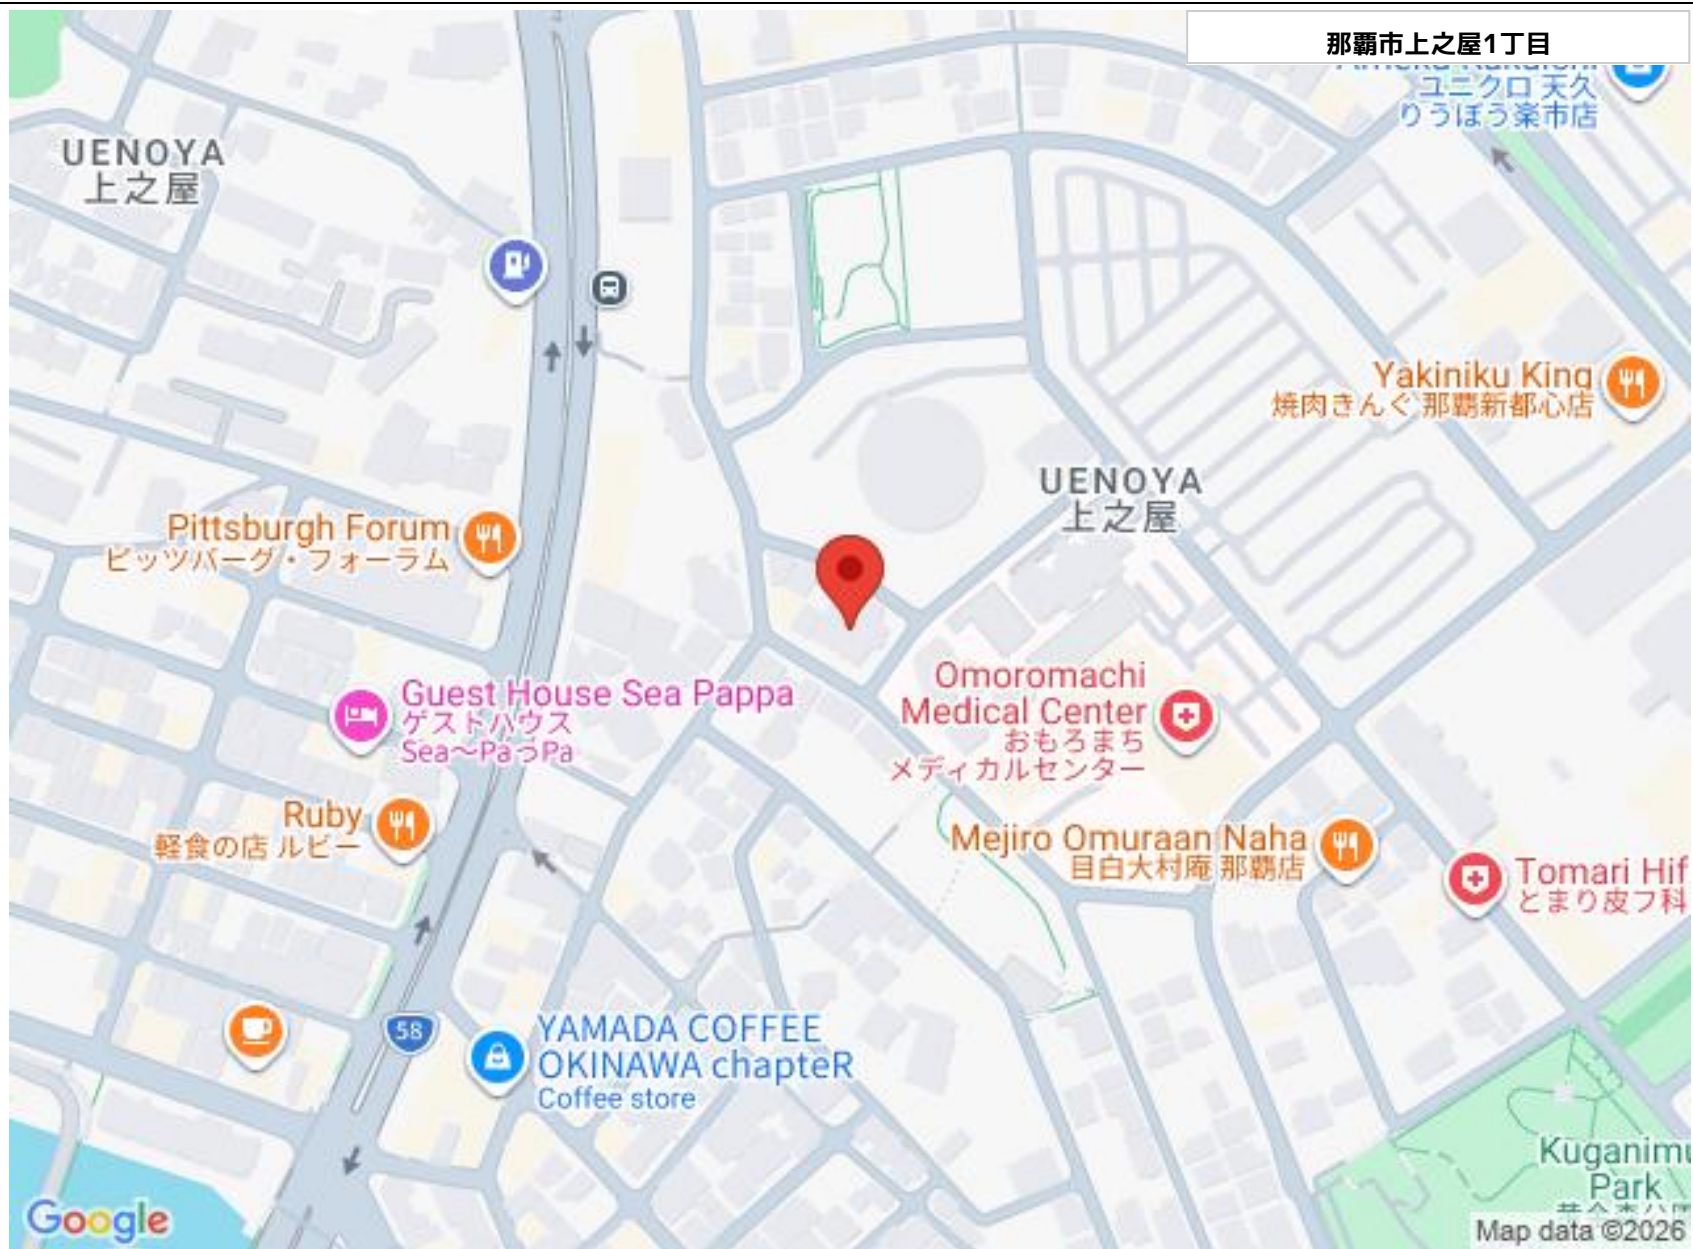 那覇市上之屋1丁目
ユニクロ 天久
りうぼう楽市店
UENOYA
上之屋
Yakiniku King
焼肉きんぐ 那覇新都心店
UENOYA
上之屋
Pittsburgh Forum
ピッツバーグ・フォーラム
Omoromachi
Medical Center
おもろまち
メディカルセンター
Guest House Sea Pappa
ゲストハウス
Sea～PaっPa
Ruby
軽食の店 ルビー
Mejiro Omuraan Naha
目白大村庵 那覇店
Tomari Hif
とまり皮フ科
58
YAMADA COFFEE
OKINAWA chapteR
Coffee store
Kuganimu
Park
Google
Map data ©2026